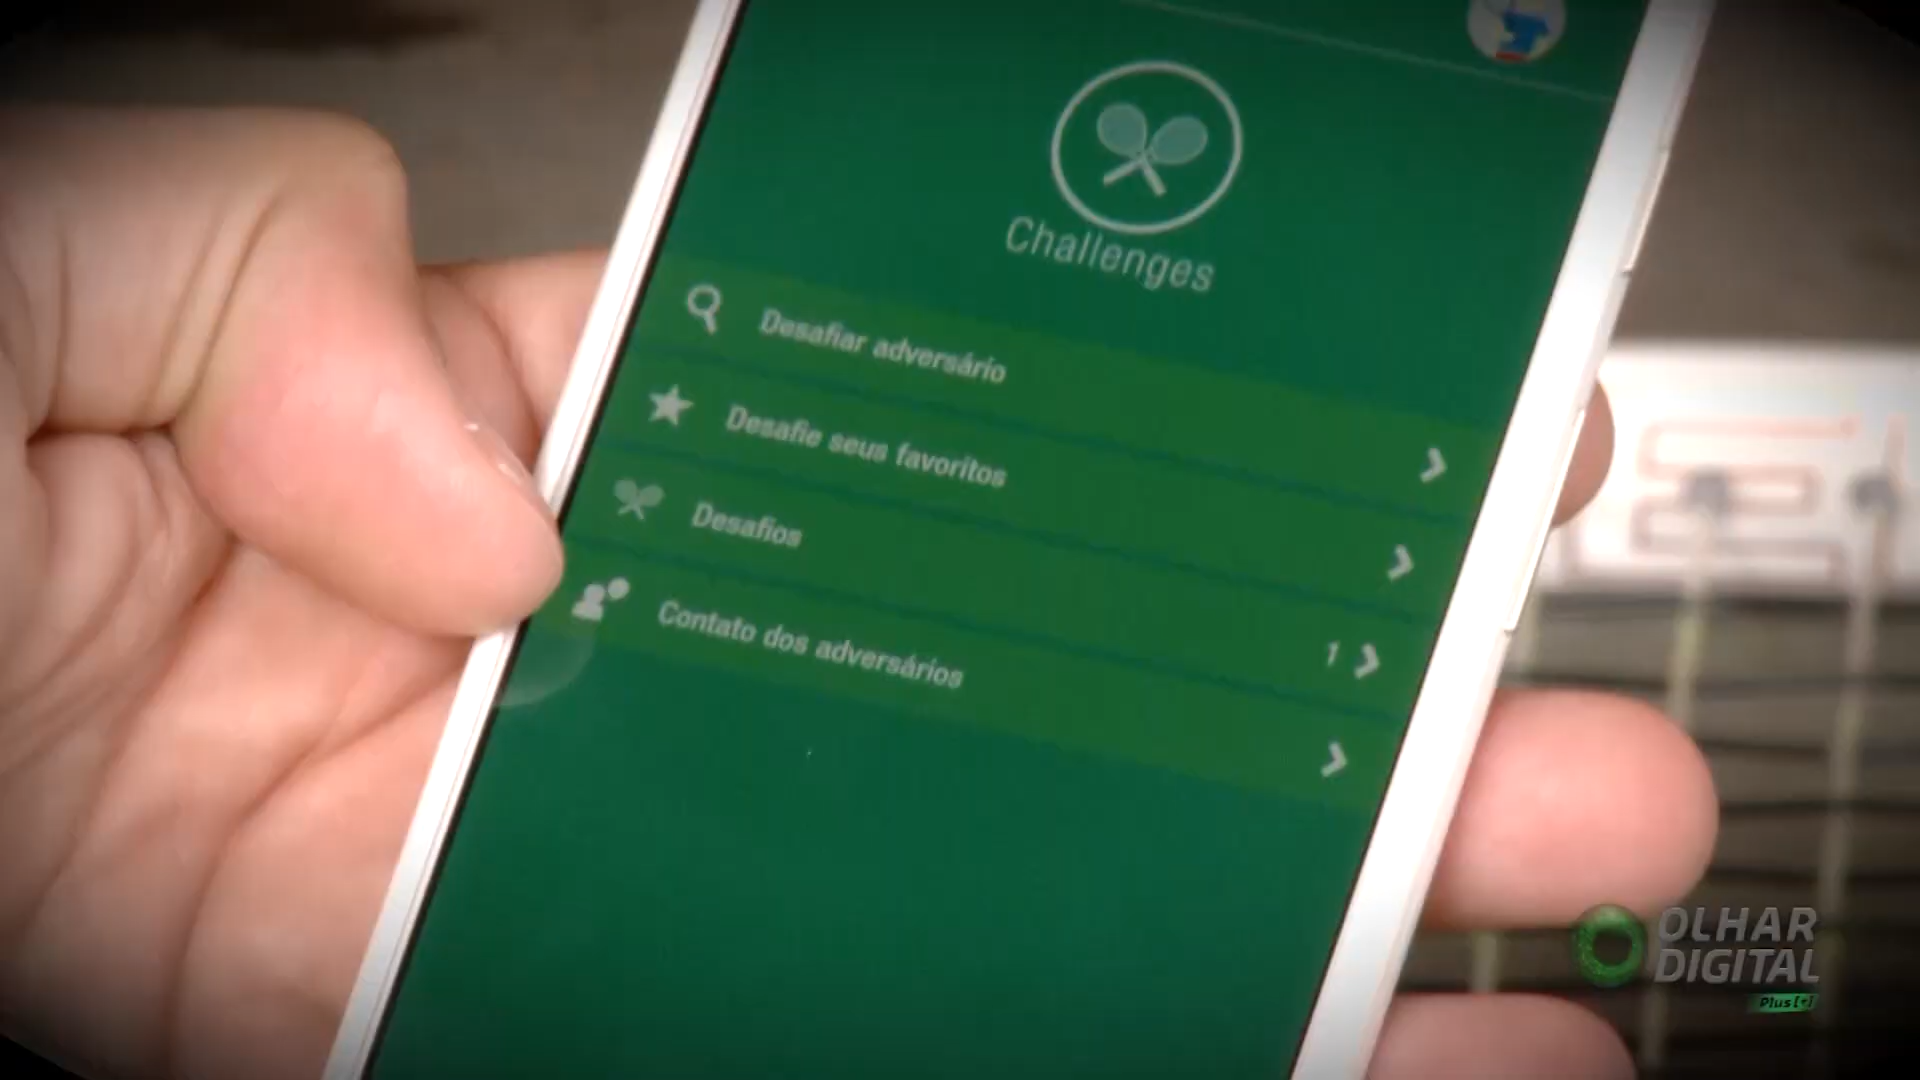 Challenges
Desafiar adversário
Desafie seus favoritos
Desafios
1
Contato dos adversários
OLHAR
DIGITAL
Plus[+]